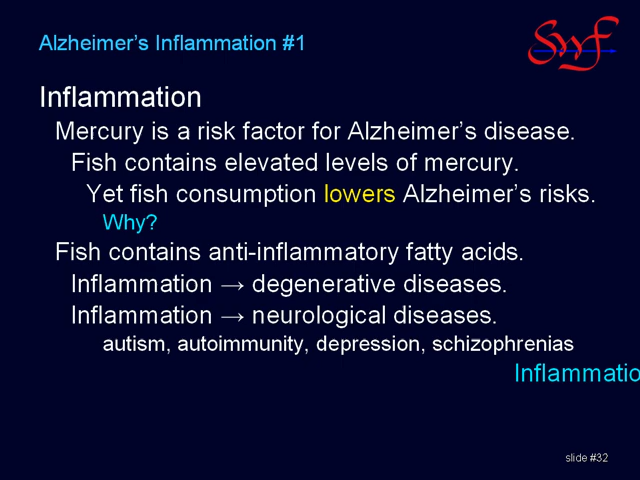 Alzheimer’s Inflammation #1
Swf
Inflammation
Mercury is a risk factor for Alzheimer’s disease.
Fish contains elevated levels of mercury.
Yet fish consumption lowers Alzheimer’s risks.
Why?
Fish contains anti-inflammatory fatty acids.
Inflammation → degenerative diseases.
Inflammation → neurological diseases.
autism, autoimmunity, depression, schizophrenias
Inflammatio
slide #32